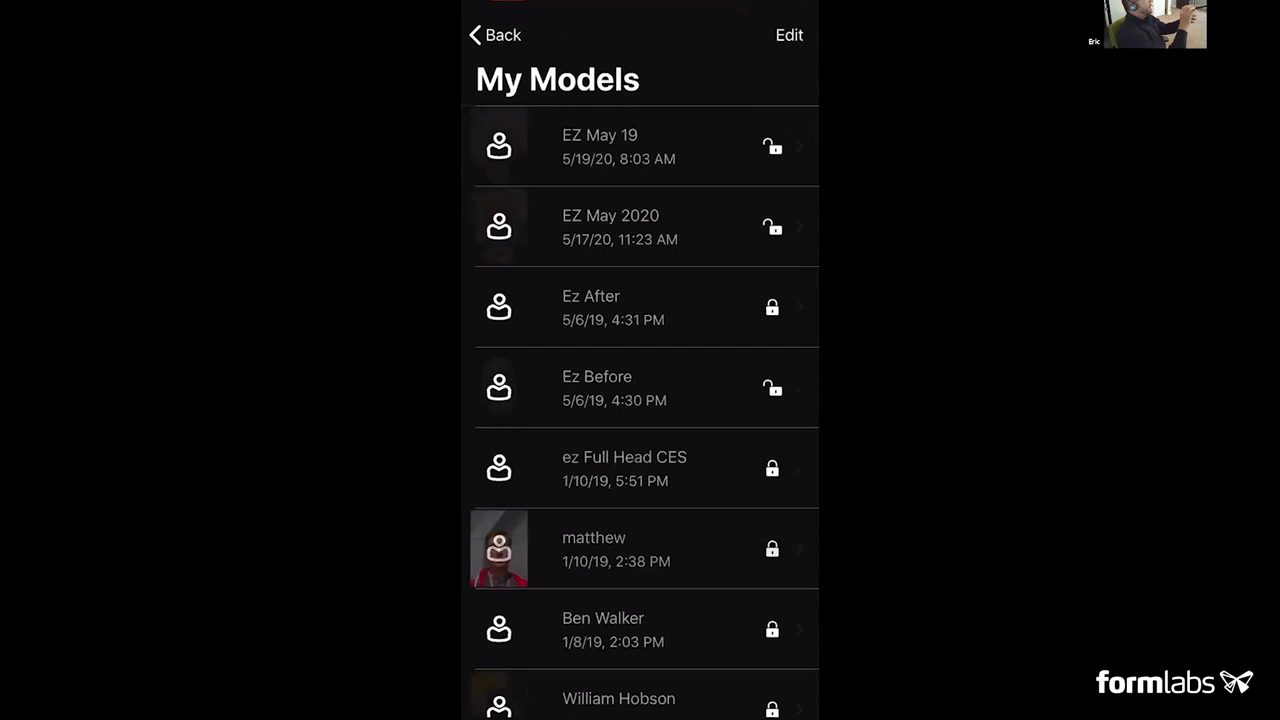 Back
Edit
My Models
EZ May 19
5/19/20, 8:03 AM
EZ May 2020
5/17/20, 11:23 AM
Ez After
5/6/19, 4:31 PM
Ez Before
5/6/19, 4:30 PM
ez Full Head CES
1/10/19, 5:51 PM
matthew
1/10/19, 2:38 PM
Ben Walker
1/8/19, 2:03 PM
William Hobson
Eric
formlabs